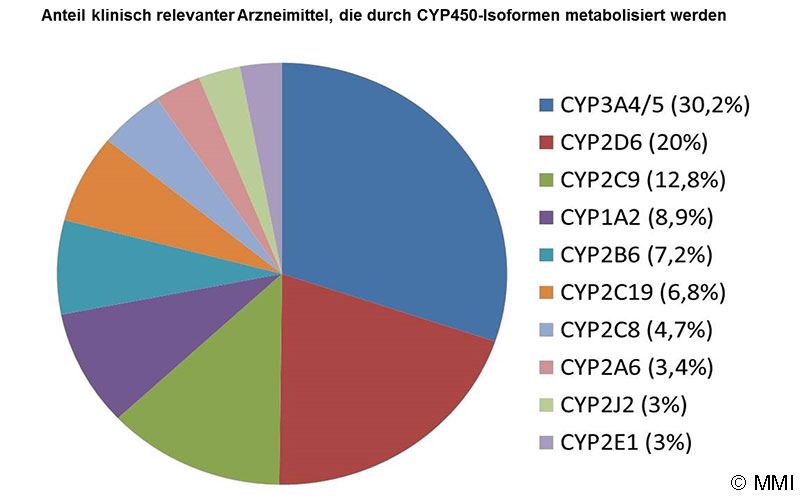 Anteil klinisch relevanter Arzneimittel, die durch CYP450-Isoformen metabolisiert werden
CYP3A4/5 (30,2%)
CYP2D6 (20%)
CYP2C9 (12,8%)
CYP1A2 (8,9%)
CYP2B6 (7,2%)
CYP2C19 (6,8%)
CYP2C8 (4,7%)
CYP2A6 (3,4%)
CYP2J2 (3%)
CYP2E1 (3%)
© MMI